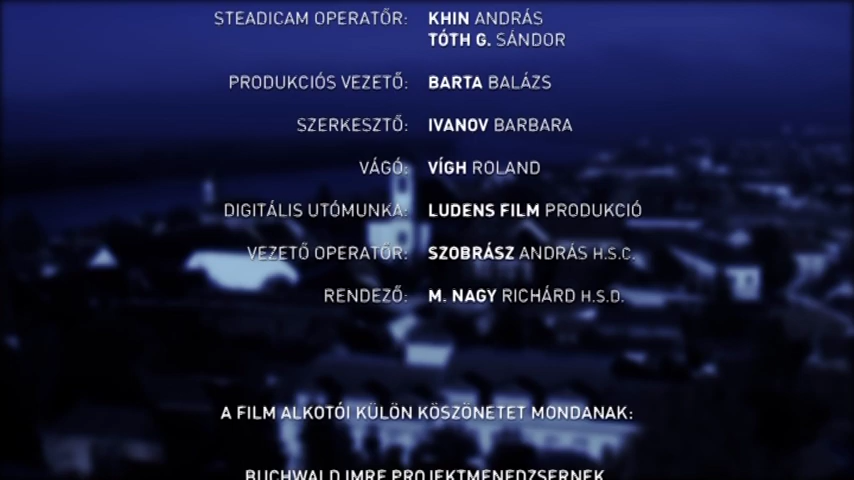 STEADICAM OPERATŐR: KHIN ANDRÁS
TÓTH G. SÁNDOR
PRODUKCIÓS VEZETŐ: BARTA BALÁZS
SZERKESZTŐ: IVANOV BARBARA
VÁGÓ: VÍGH ROLAND
DIGITÁLIS UTÓMUNKA: LUDENS FILM PRODUKCIÓ
VEZETŐ OPERATŐR: SZOBRÁSZ ANDRÁS H.S.C.
RENDEZŐ: M. NAGY RICHÁRD H.S.D.
A FILM ALKOTÓI KÜLÖN KÖSZÖNETET MONDANAK:
BUCHWALD IMRE PROJEKTMENEDZSERNEK